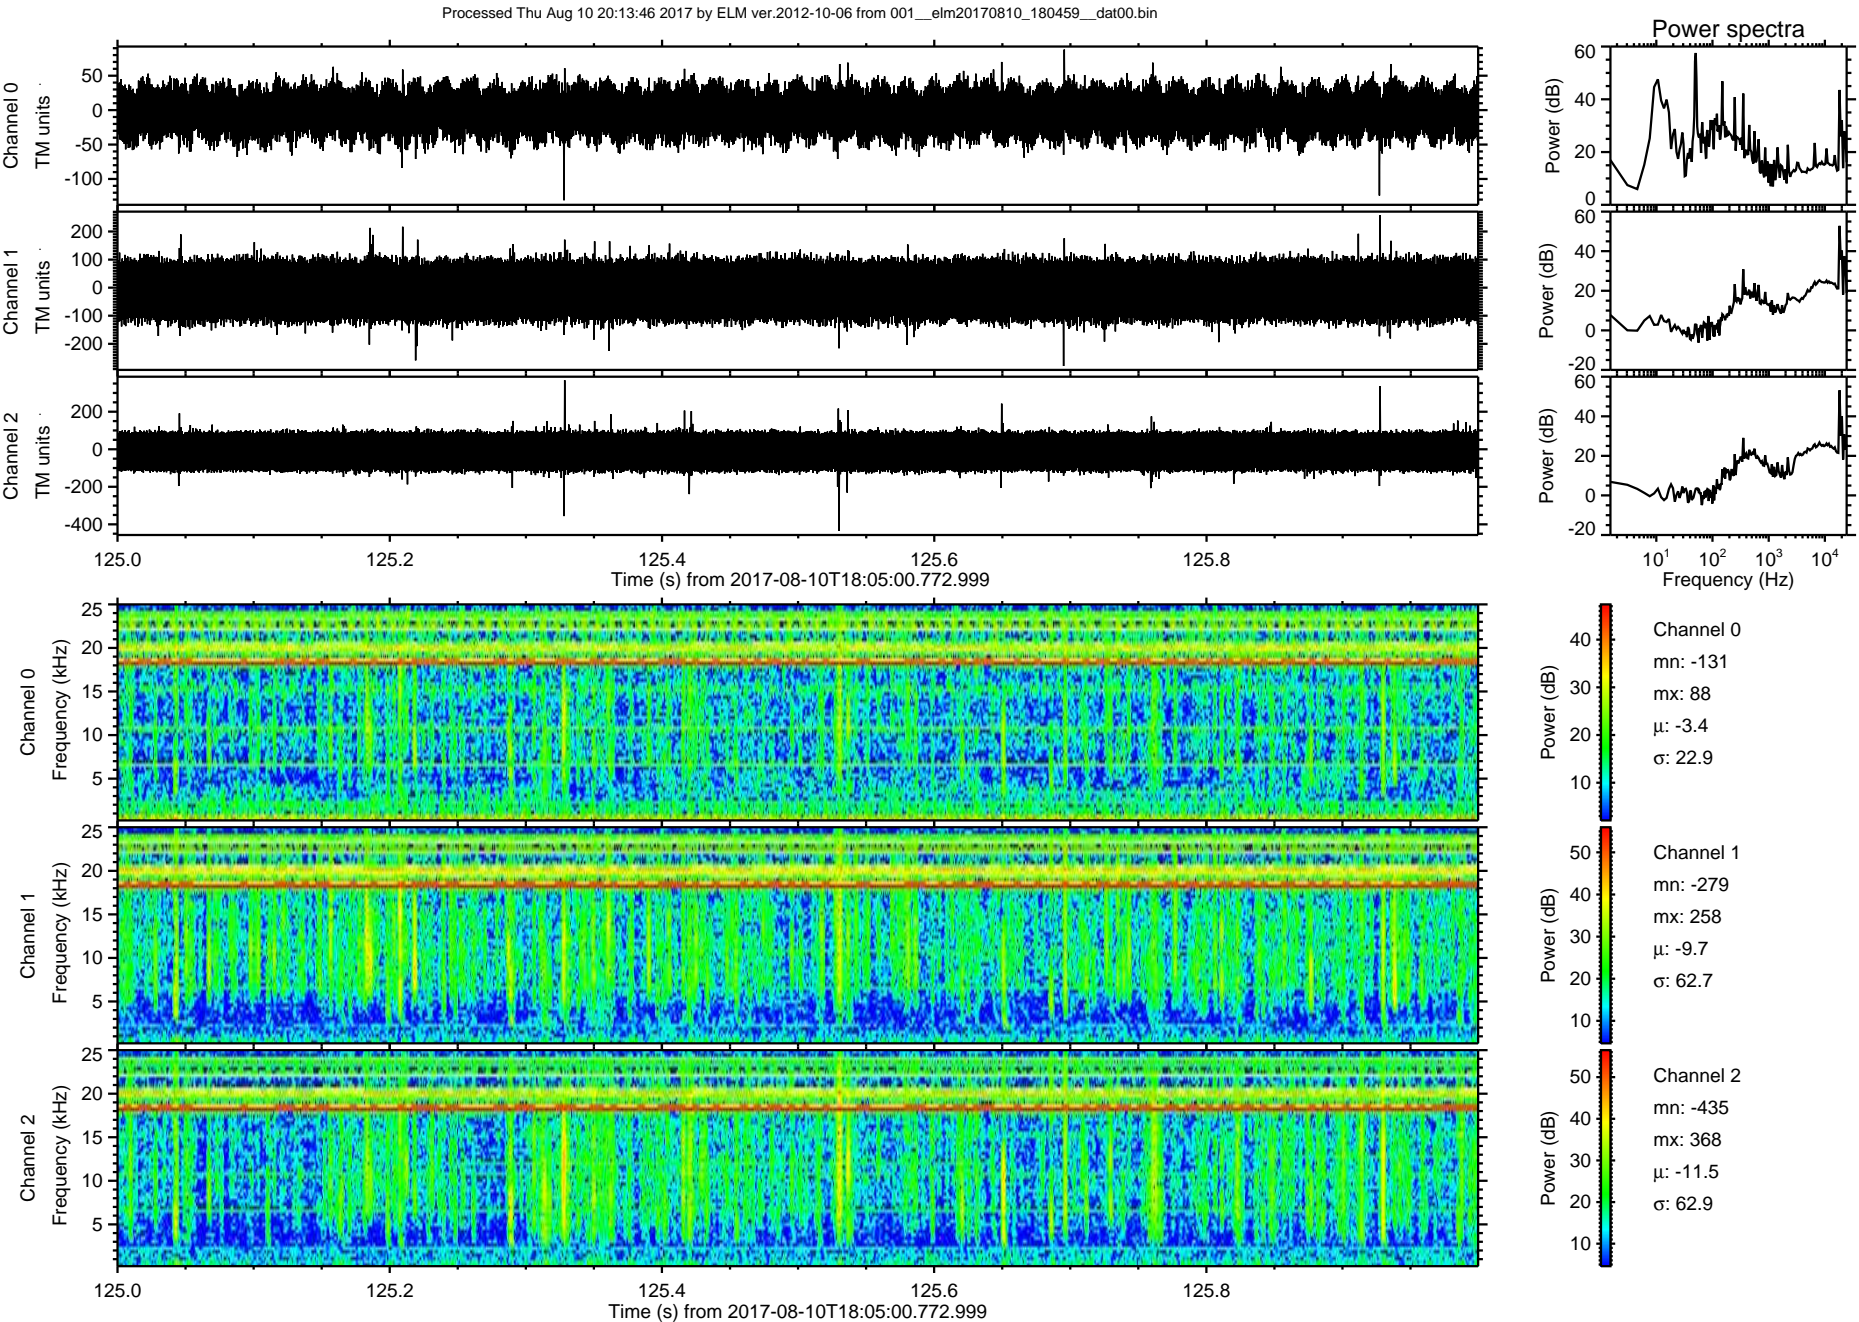 Processed Thu Aug 10 20:13:46 2017 by ELM ver.2012-10-06 from 001__elm20170810_180459__dat00.bin
Power spectra
Channel 0
TM units
50
0
-50
-100
Power (dB)
60
40
20
0
Channel 1
TM units
200
100
0
-100
-200
Power (dB)
60
40
20
0
-20
Channel 2
TM units
200
0
-200
-400
Power (dB)
60
40
20
0
-20
125.0 125.2 125.4 125.6 125.8
Time (s) from 2017-08-10T18:05:00.772.999
10^1 10^2 10^3 10^4
Frequency (Hz)
Channel 0
Frequency (kHz)
25
20
15
10
5
Power (dB)
40
30
20
10
Channel 0
mn: -131
mx: 88
μ: -3.4
σ: 22.9
Channel 1
Frequency (kHz)
25
20
15
10
5
Power (dB)
50
40
30
20
10
Channel 1
mn: -279
mx: 258
μ: -9.7
σ: 62.7
Channel 2
Frequency (kHz)
25
20
15
10
5
Power (dB)
50
40
30
20
10
Channel 2
mn: -435
mx: 368
μ: -11.5
σ: 62.9
125.0 125.2 125.4 125.6 125.8
Time (s) from 2017-08-10T18:05:00.772.999